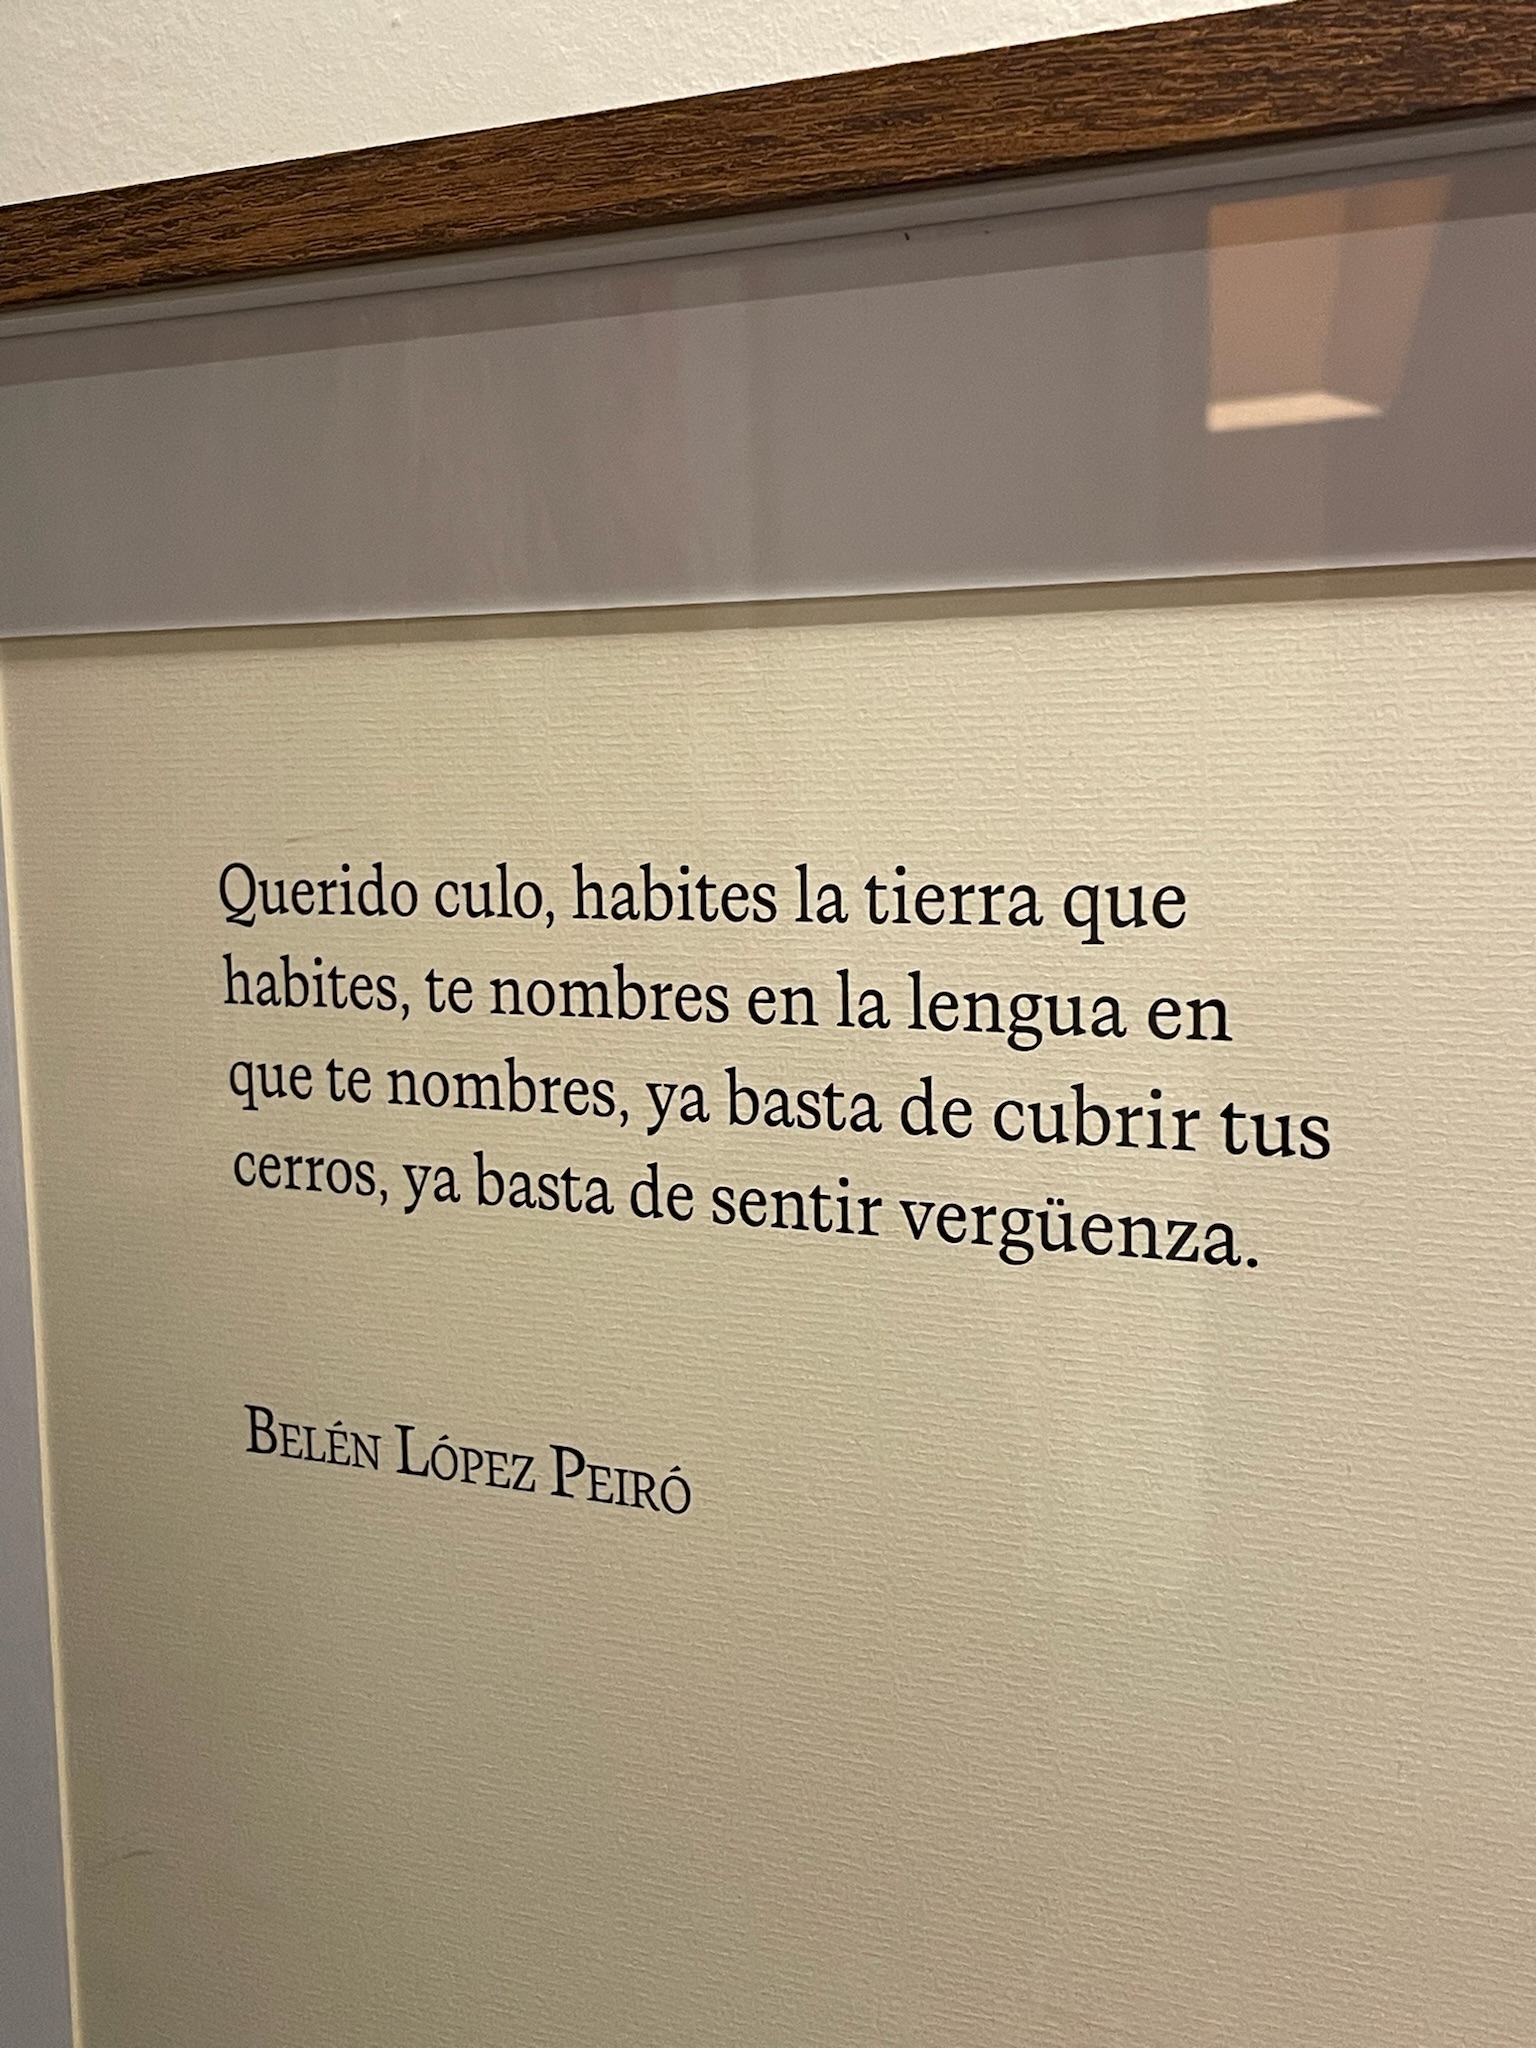 Querido culo, habites la tierra que
habites, te nombres en la lengua en
que te nombres, ya basta de cubrir tus
cerros, ya basta de sentir vergüenza.
BELÉN LÓPEZ PEIRÓ